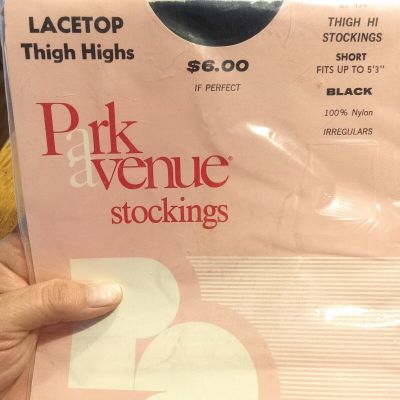 LACETOP
Thigh Highs
$6.00
IF PERFECT
THIGH HI
STOCKINGS
SHORT
FITS UP TO 5'3"
BLACK
100% Nylon
IRREGULARS
Park
avenue®
stockings
Pa